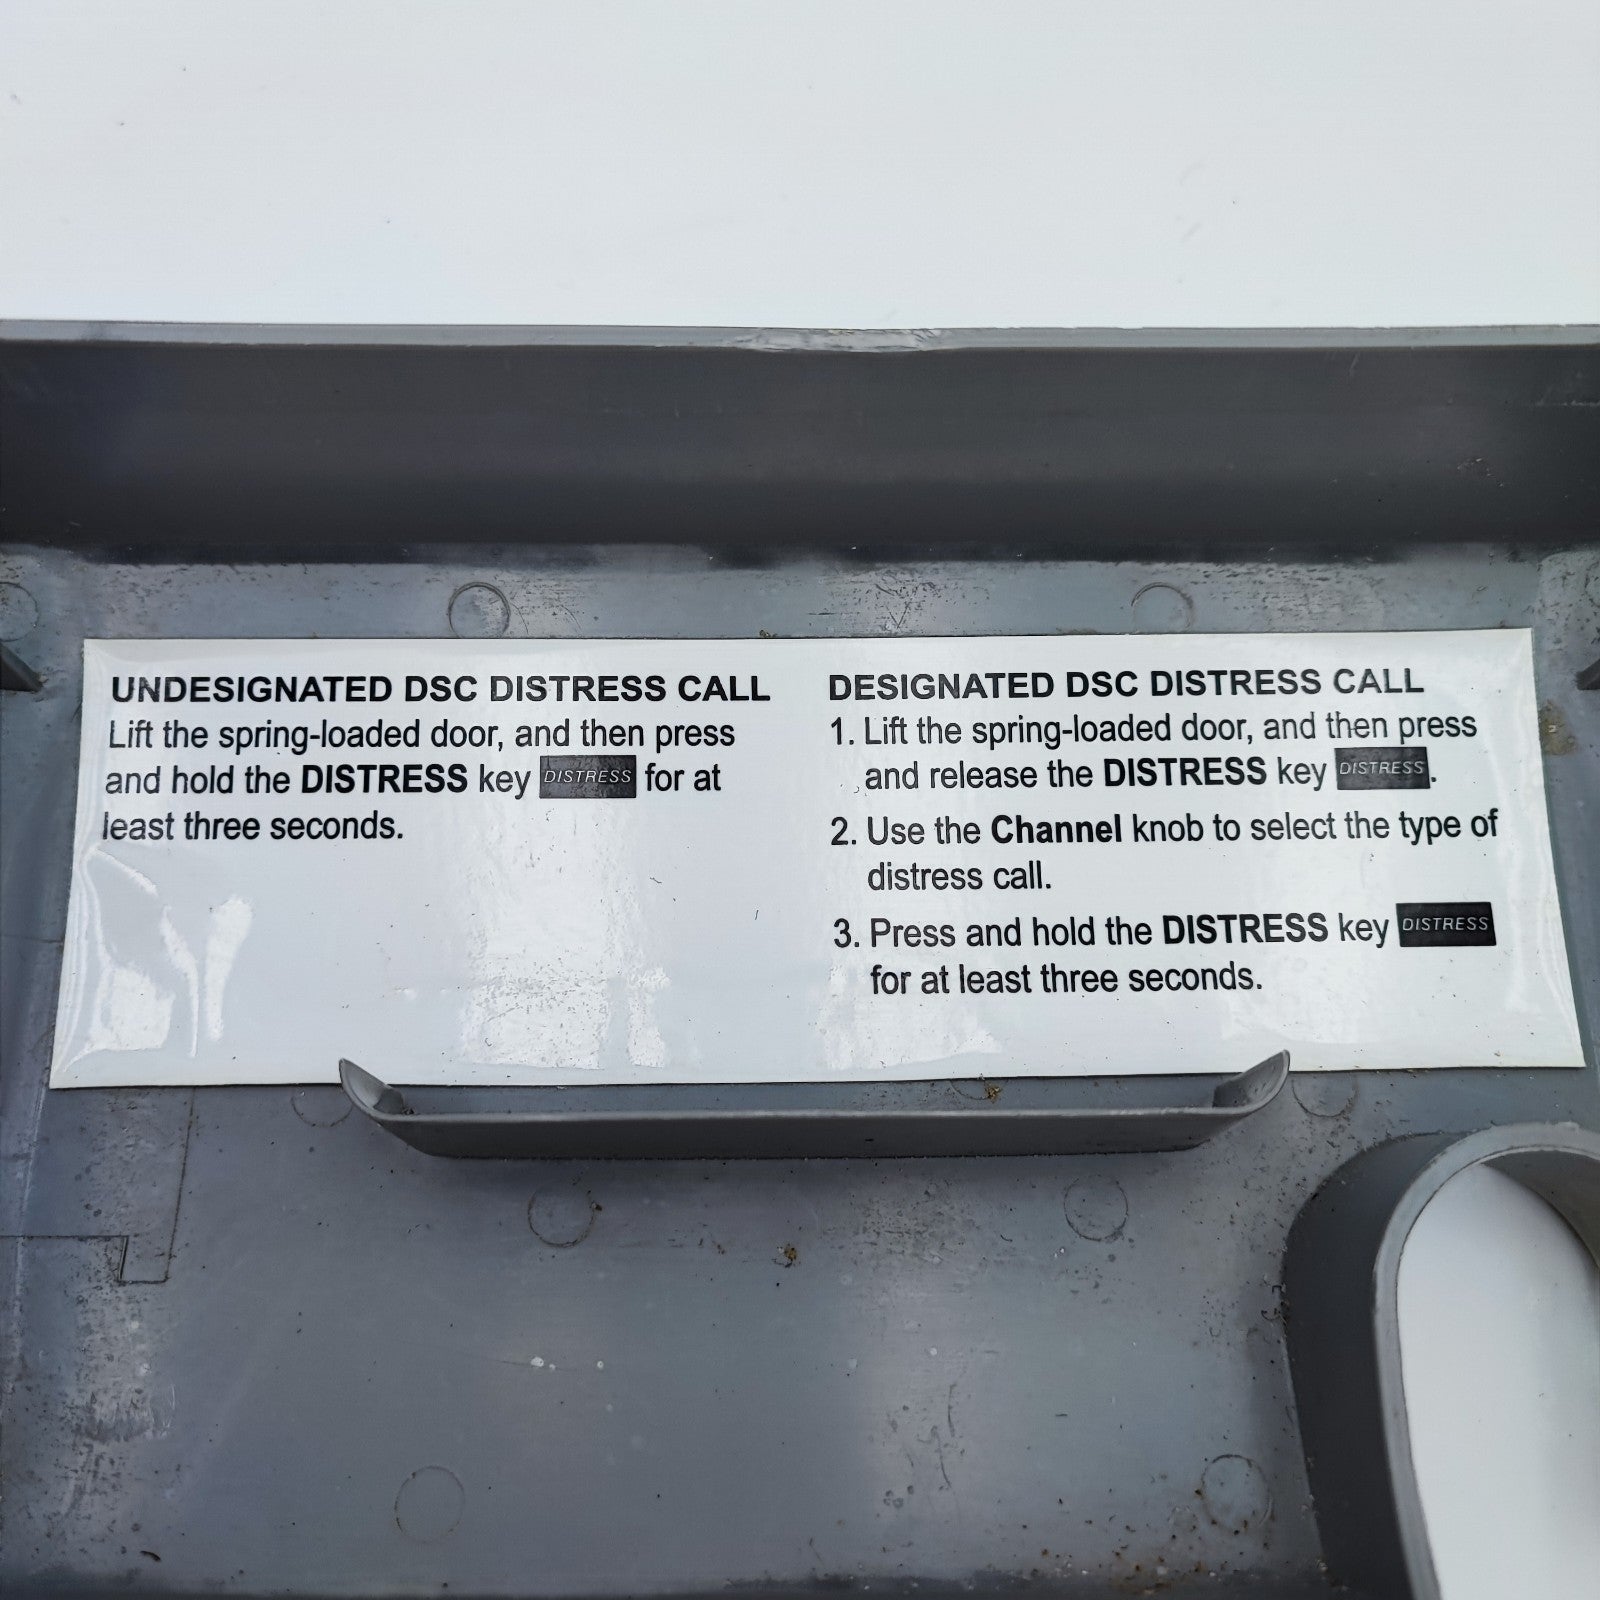 UNDESIGNATED DSC DISTRESS CALL
Lift the spring-loaded door, and then press
and hold the DISTRESS key DISTRESS for at
least three seconds.
DESIGNATED DSC DISTRESS CALL
1. Lift the spring-loaded door, and then press
and release the DISTRESS key DISTRESS.
2. Use the Channel knob to select the type of
distress call.
3. Press and hold the DISTRESS key DISTRESS
for at least three seconds.